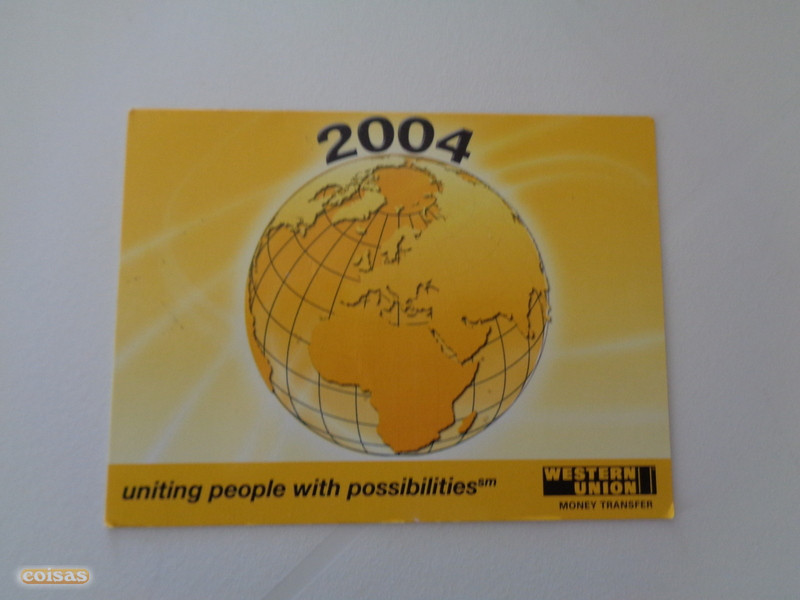 2004
uniting people with possibilities℠
WESTERN
UNION
MONEY TRANSFER
coisas